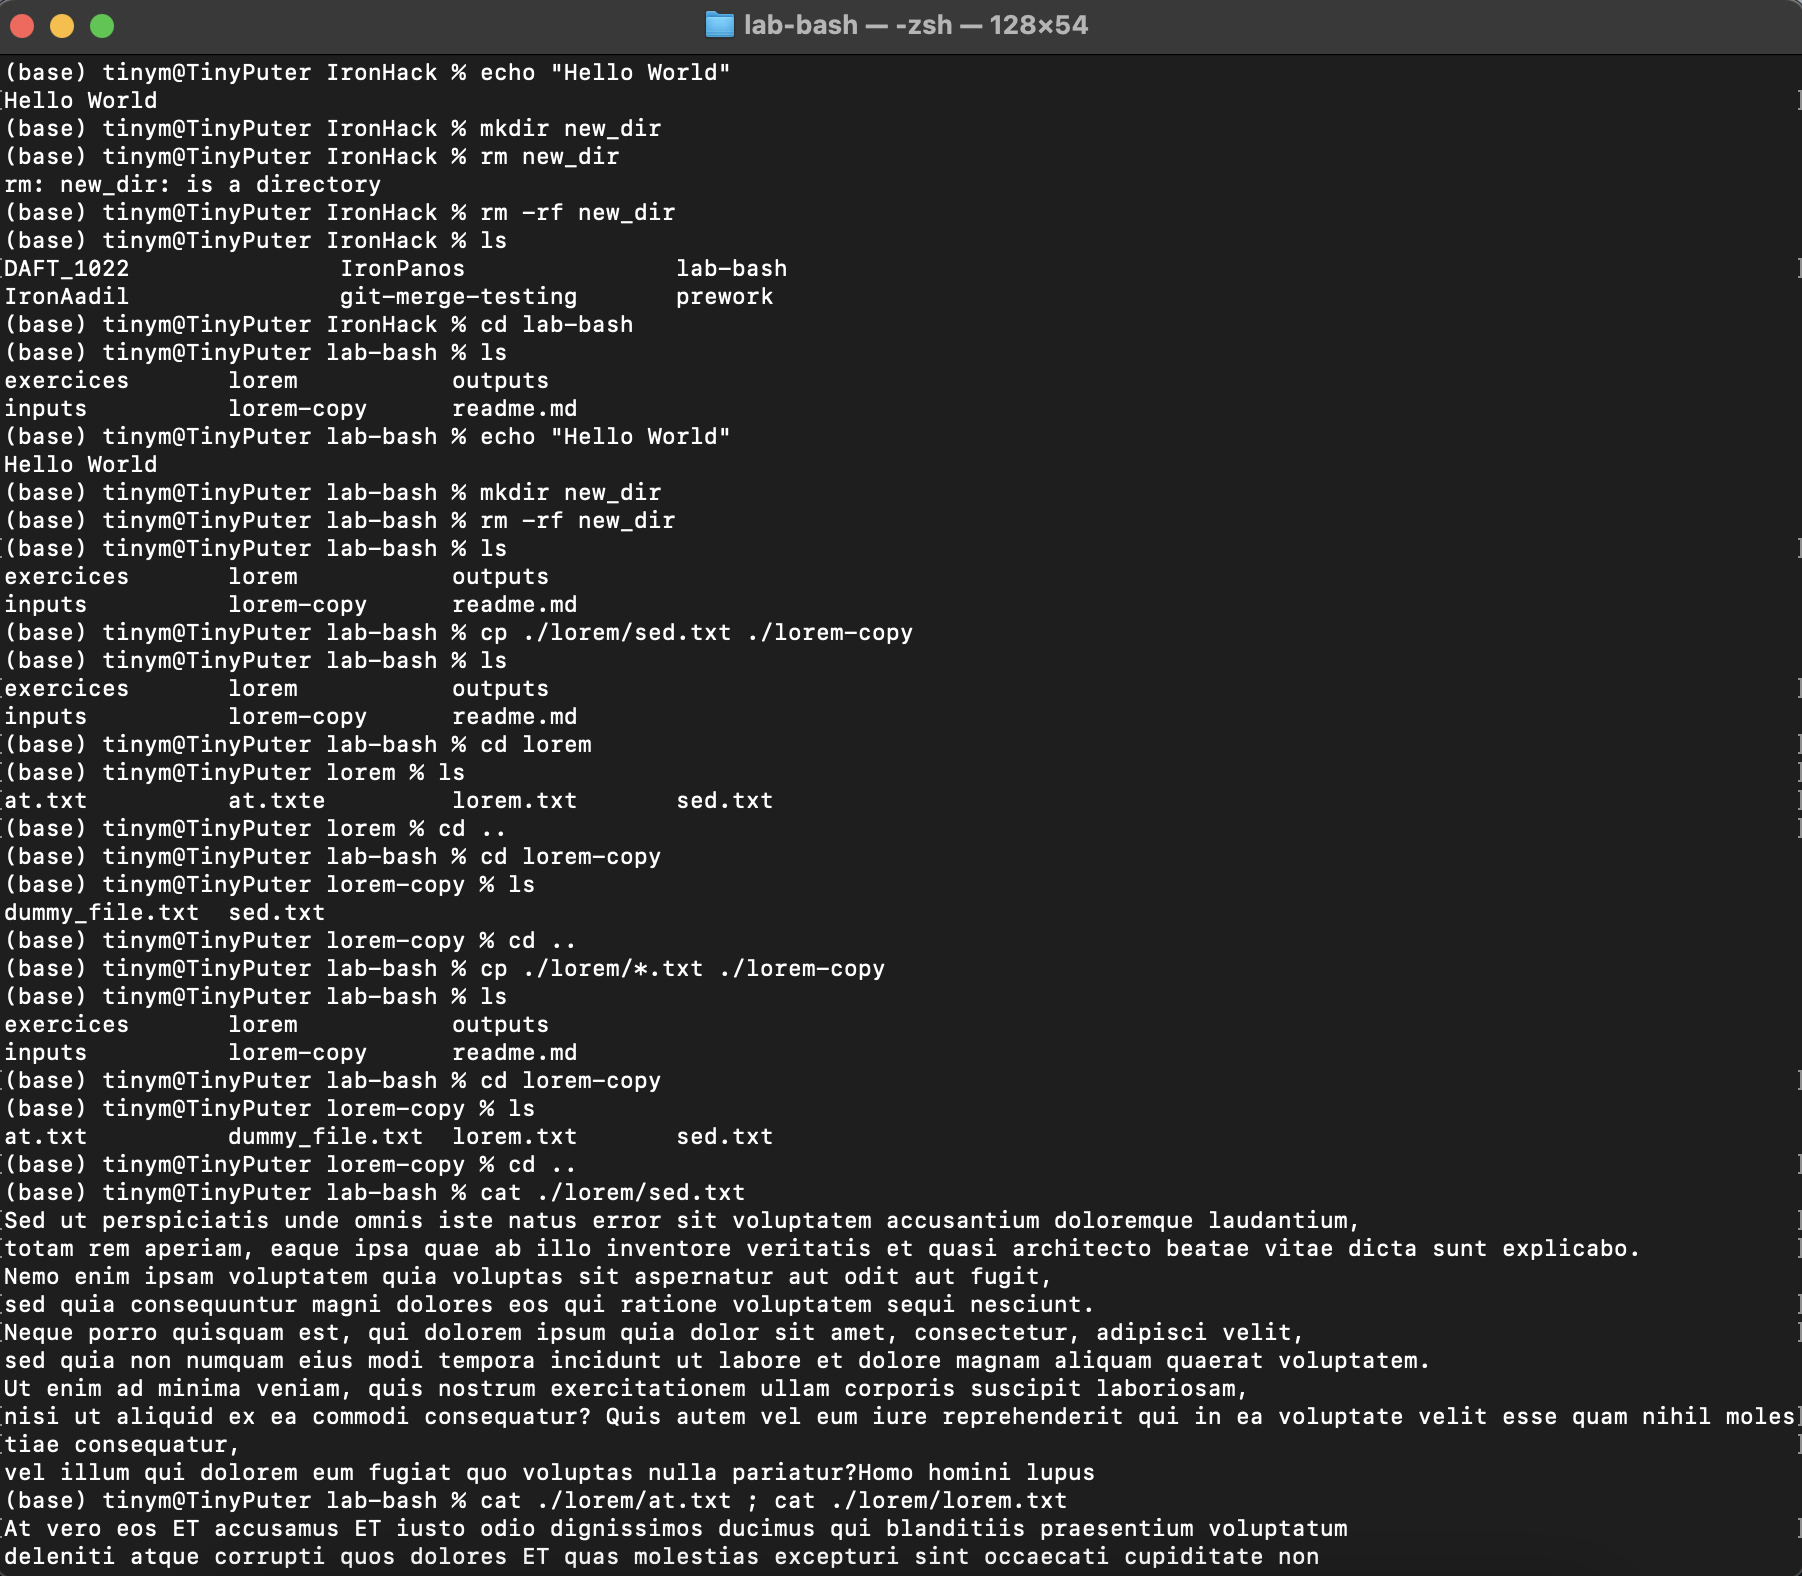 lab-bash — -zsh — 128×54
(base) tinym@TinyPuter IronHack % echo "Hello World"
Hello World
(base) tinym@TinyPuter IronHack % mkdir new_dir
(base) tinym@TinyPuter IronHack % rm new_dir
rm: new_dir: is a directory
(base) tinym@TinyPuter IronHack % rm -rf new_dir
(base) tinym@TinyPuter IronHack % ls
DAFT_1022               IronPanos               lab-bash
IronAadil               git-merge-testing       prework
(base) tinym@TinyPuter IronHack % cd lab-bash
(base) tinym@TinyPuter lab-bash % ls
exercices       lorem           outputs
inputs          lorem-copy      readme.md
(base) tinym@TinyPuter lab-bash % echo "Hello World"
Hello World
(base) tinym@TinyPuter lab-bash % mkdir new_dir
(base) tinym@TinyPuter lab-bash % rm -rf new_dir
(base) tinym@TinyPuter lab-bash % ls
exercices       lorem           outputs
inputs          lorem-copy      readme.md
(base) tinym@TinyPuter lab-bash % cp ./lorem/sed.txt ./lorem-copy
(base) tinym@TinyPuter lab-bash % ls
exercices       lorem           outputs
inputs          lorem-copy      readme.md
(base) tinym@TinyPuter lab-bash % cd lorem
(base) tinym@TinyPuter lorem % ls
at.txt          at.txte         lorem.txt       sed.txt
(base) tinym@TinyPuter lorem % cd ..
(base) tinym@TinyPuter lab-bash % cd lorem-copy
(base) tinym@TinyPuter lorem-copy % ls
dummy_file.txt  sed.txt
(base) tinym@TinyPuter lorem-copy % cd ..
(base) tinym@TinyPuter lab-bash % cp ./lorem/*.txt ./lorem-copy
(base) tinym@TinyPuter lab-bash % ls
exercices       lorem           outputs
inputs          lorem-copy      readme.md
(base) tinym@TinyPuter lab-bash % cd lorem-copy
(base) tinym@TinyPuter lorem-copy % ls
at.txt          dummy_file.txt  lorem.txt       sed.txt
(base) tinym@TinyPuter lorem-copy % cd ..
(base) tinym@TinyPuter lab-bash % cat ./lorem/sed.txt
Sed ut perspiciatis unde omnis iste natus error sit voluptatem accusantium doloremque laudantium,
totam rem aperiam, eaque ipsa quae ab illo inventore veritatis et quasi architecto beatae vitae dicta sunt explicabo.
Nemo enim ipsam voluptatem quia voluptas sit aspernatur aut odit aut fugit,
sed quia consequuntur magni dolores eos qui ratione voluptatem sequi nesciunt.
Neque porro quisquam est, qui dolorem ipsum quia dolor sit amet, consectetur, adipisci velit,
sed quia non numquam eius modi tempora incidunt ut labore et dolore magnam aliquam quaerat voluptatem.
Ut enim ad minima veniam, quis nostrum exercitationem ullam corporis suscipit laboriosam,
nisi ut aliquid ex ea commodi consequatur? Quis autem vel eum iure reprehenderit qui in ea voluptate velit esse quam nihil moles
tiae consequatur,
vel illum qui dolorem eum fugiat quo voluptas nulla pariatur?Homo homini lupus
(base) tinym@TinyPuter lab-bash % cat ./lorem/at.txt ; cat ./lorem/lorem.txt
At vero eos ET accusamus ET iusto odio dignissimos ducimus qui blanditiis praesentium voluptatum
deleniti atque corrupti quos dolores ET quas molestias excepturi sint occaecati cupiditate non